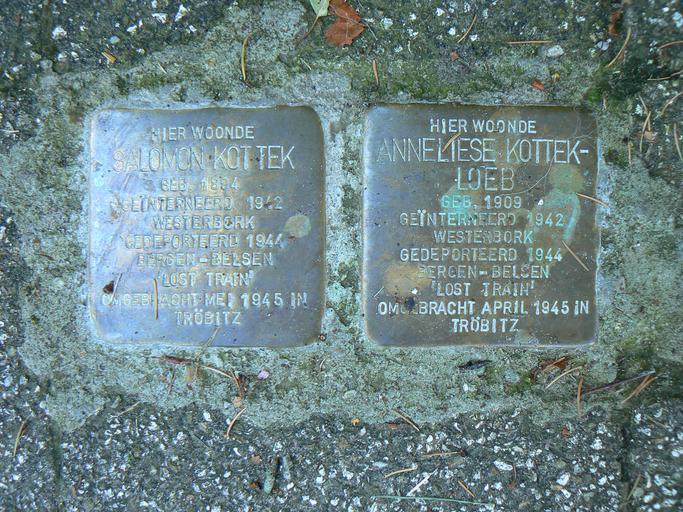 HIER WOONDE
SALOMON KOTTEK
GEB. 1894
GEÏNTERNEERD 1942
WESTERBORK
GEDEPORTEERD 1944
BERGEN-BELSEN
'LOST TRAIN'
OMGEBRACHT MEI 1945 IN
TRÖBITZ
HIER WOONDE
ANNELIESE KOTTEK-
LOEB
GEB. 1909
GEÏNTERNEERD 1942
WESTERBORK
GEDEPORTEERD 1944
BERGEN-BELSEN
'LOST TRAIN'
OMGEBRACHT APRIL 1945 IN
TRÖBITZ